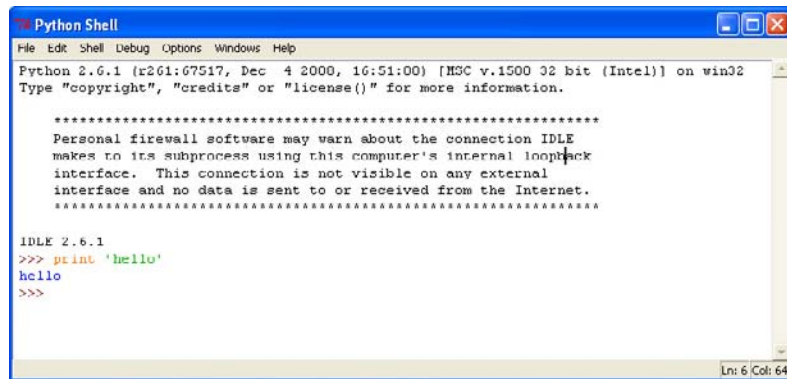 Python Shell
File Edit Shell Debug Options Windows Help
Python 2.6.1 (r261:67517, Dec 4 2008, 16:51:00) [MSC v.1500 32 bit (Intel)] on win32
Type "copyright", "credits" or "license()" for more information.
****************************************************************
Personal firewall software may warn about the connection IDLE
makes to its subprocess using this computer's internal loopback
interface. This connection is not visible on any external
interface and no data is sent to or received from the Internet.
****************************************************************
IDLE 2.6.1
>>> print 'hello'
hello
>>>
Ln: 6 Col: 64